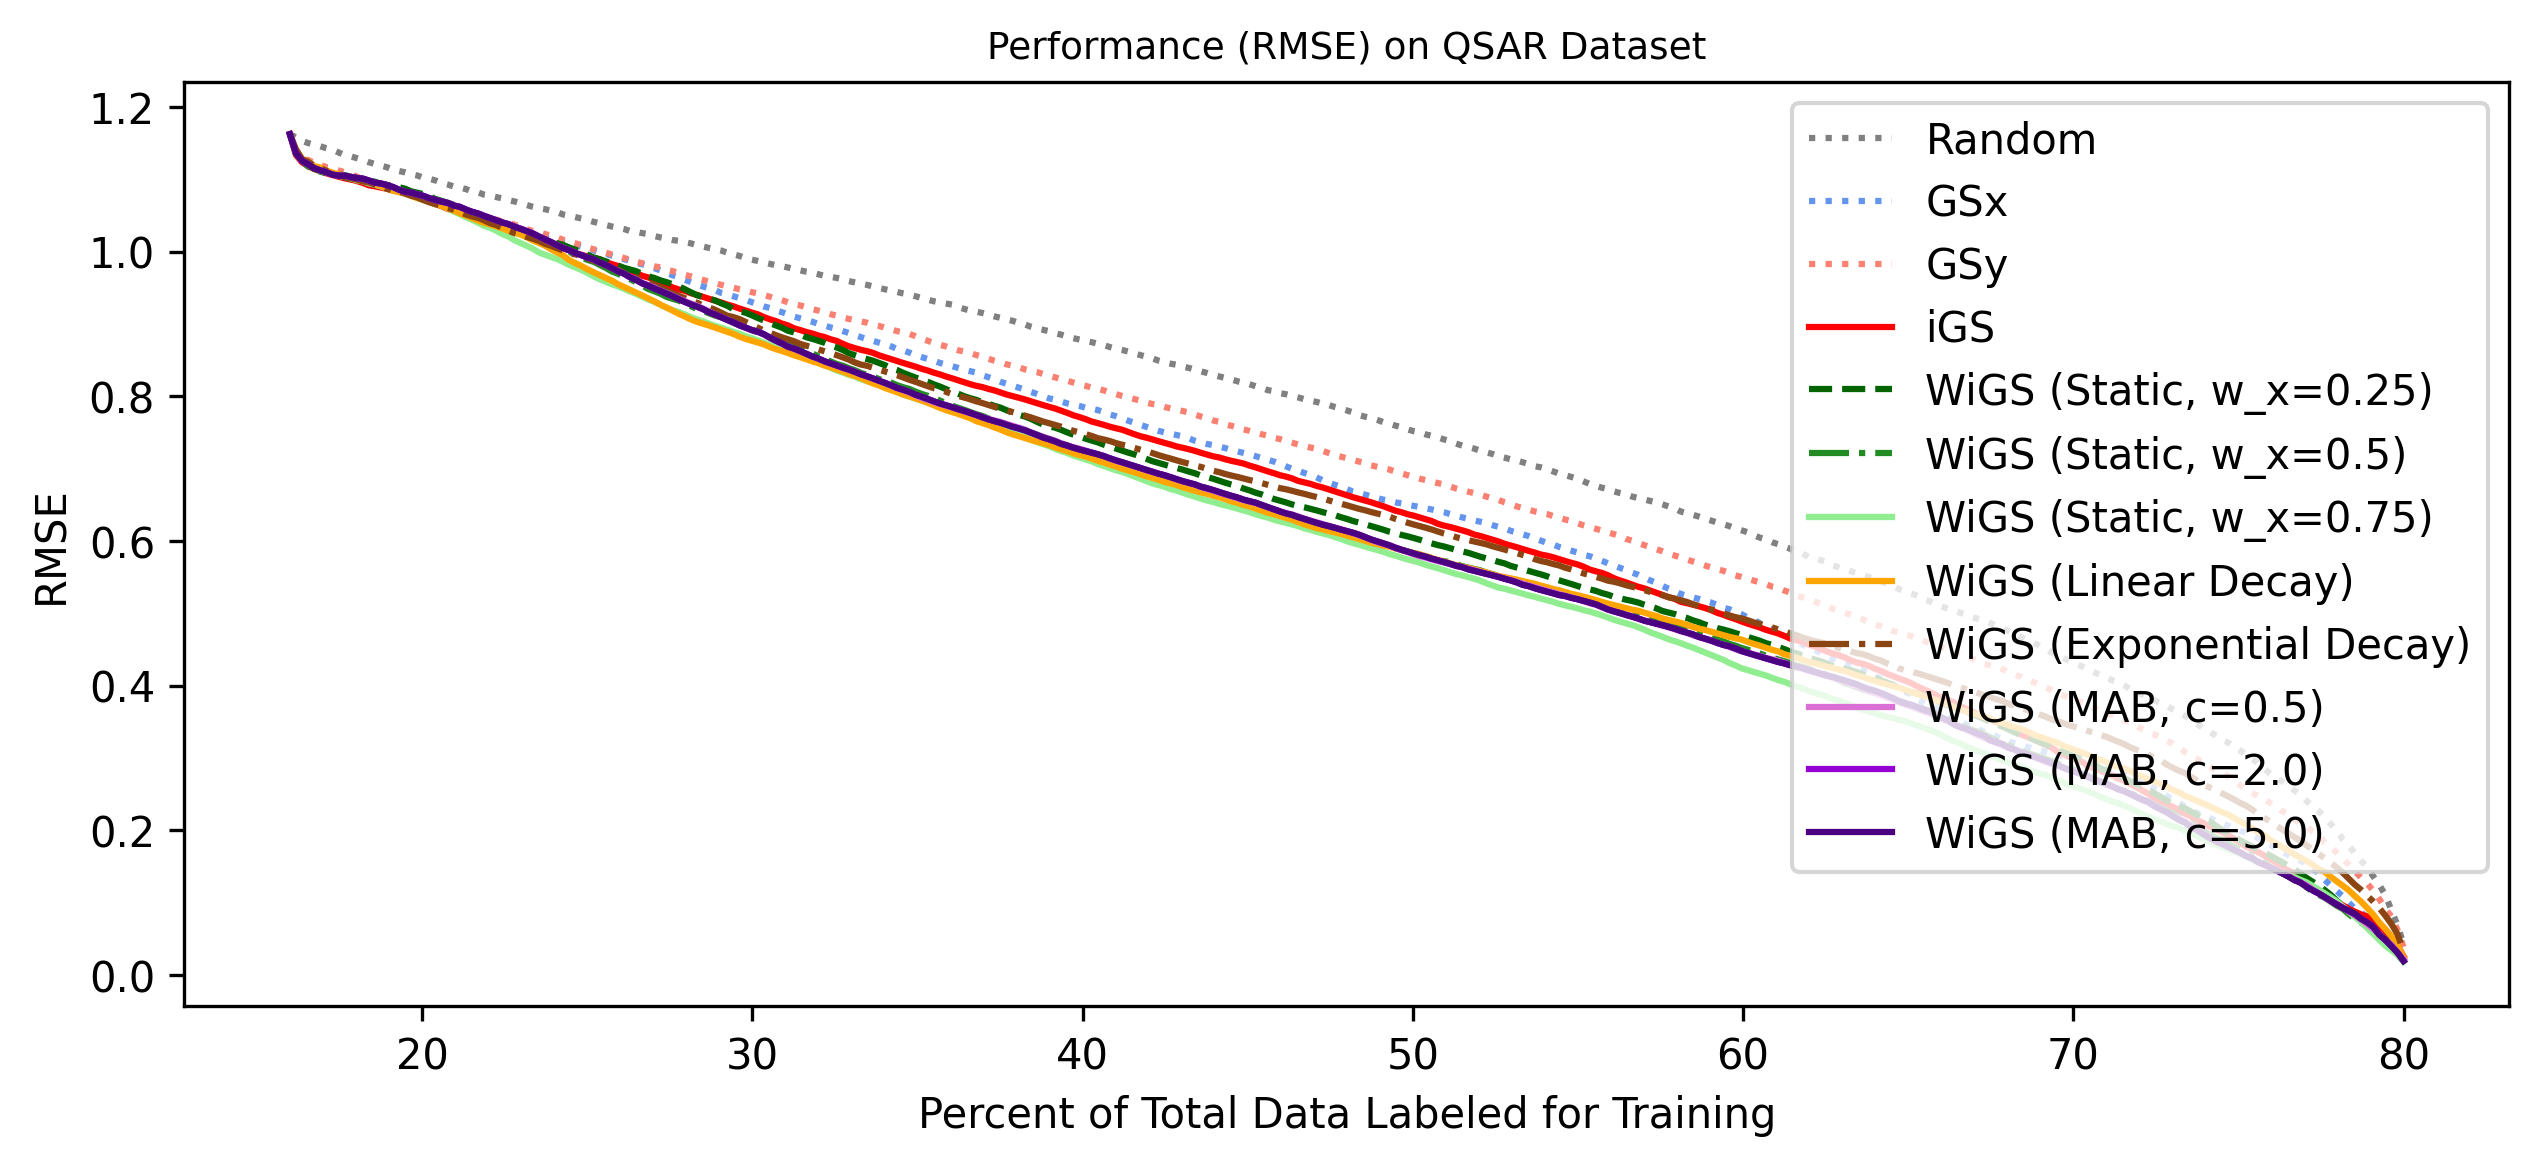 Performance (RMSE) on QSAR Dataset
1.2
1.0
0.8
0.6
0.4
0.2
0.0
RMSE
20 30 40 50 60 70 80
Percent of Total Data Labeled for Training
Random
GSx
GSy
iGS
WiGS (Static, w_x=0.25)
WiGS (Static, w_x=0.5)
WiGS (Static, w_x=0.75)
WiGS (Linear Decay)
WiGS (Exponential Decay)
WiGS (MAB, c=0.5)
WiGS (MAB, c=2.0)
WiGS (MAB, c=5.0)